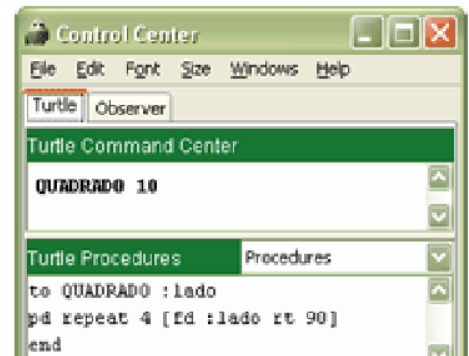 Control Center
File Edit Font Size Windows Help
Turtle Observer
Turtle Command Center
QUADRADO 10
Turtle Procedures Procedures
to QUADRADO :lado
pd repeat 4 [fd :lado rt 90]
end